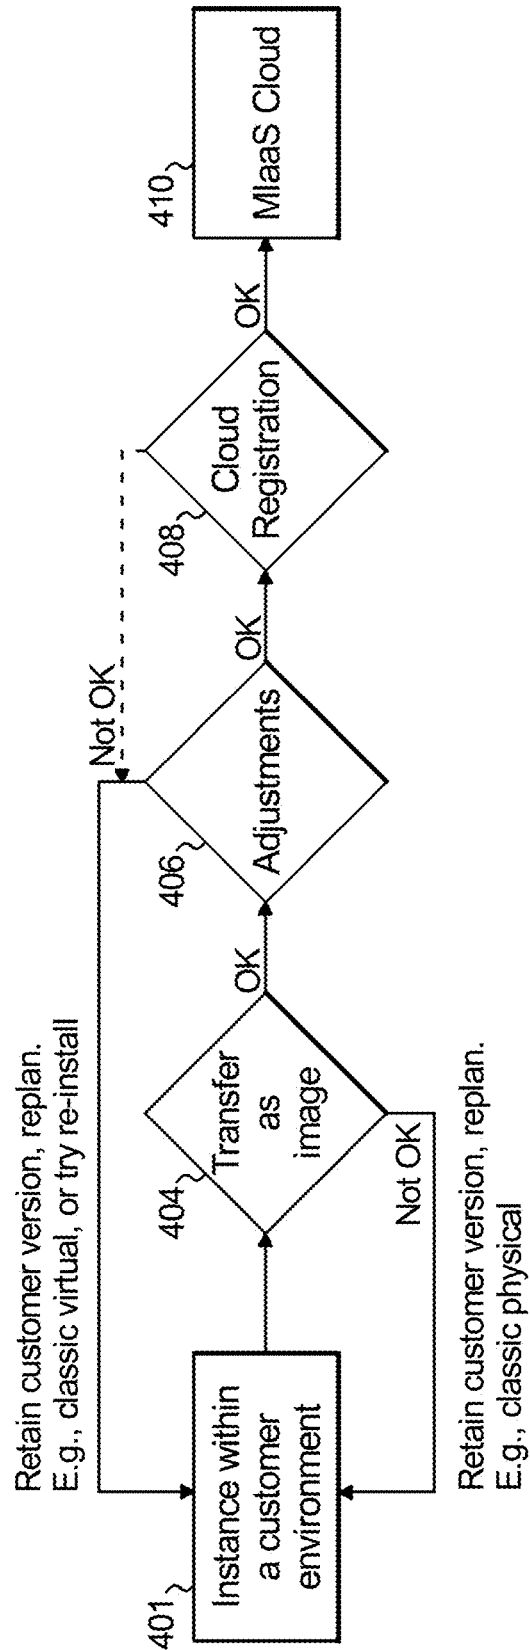 Retain customer version, replan.
E.g., classic virtual, or try re-install
Not OK
401
Instance within
a customer
environment
404
Transfer
as
image
OK
406
Adjustments
OK
408
Cloud
Registration
OK
410
MIaaS Cloud
Not OK
Retain customer version, replan.
E.g., classic physical